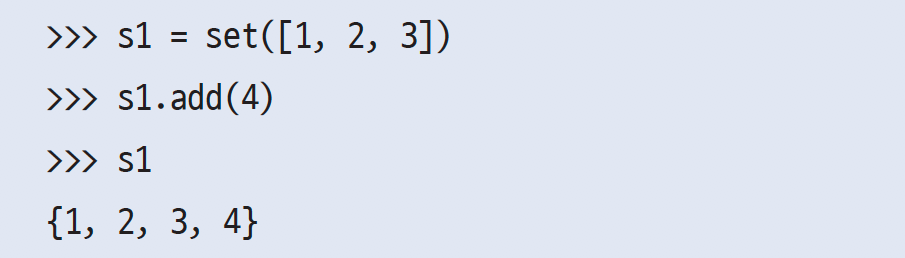 >>> s1 = set([1, 2, 3])
>>> s1.add(4)
>>> s1
{1, 2, 3, 4}